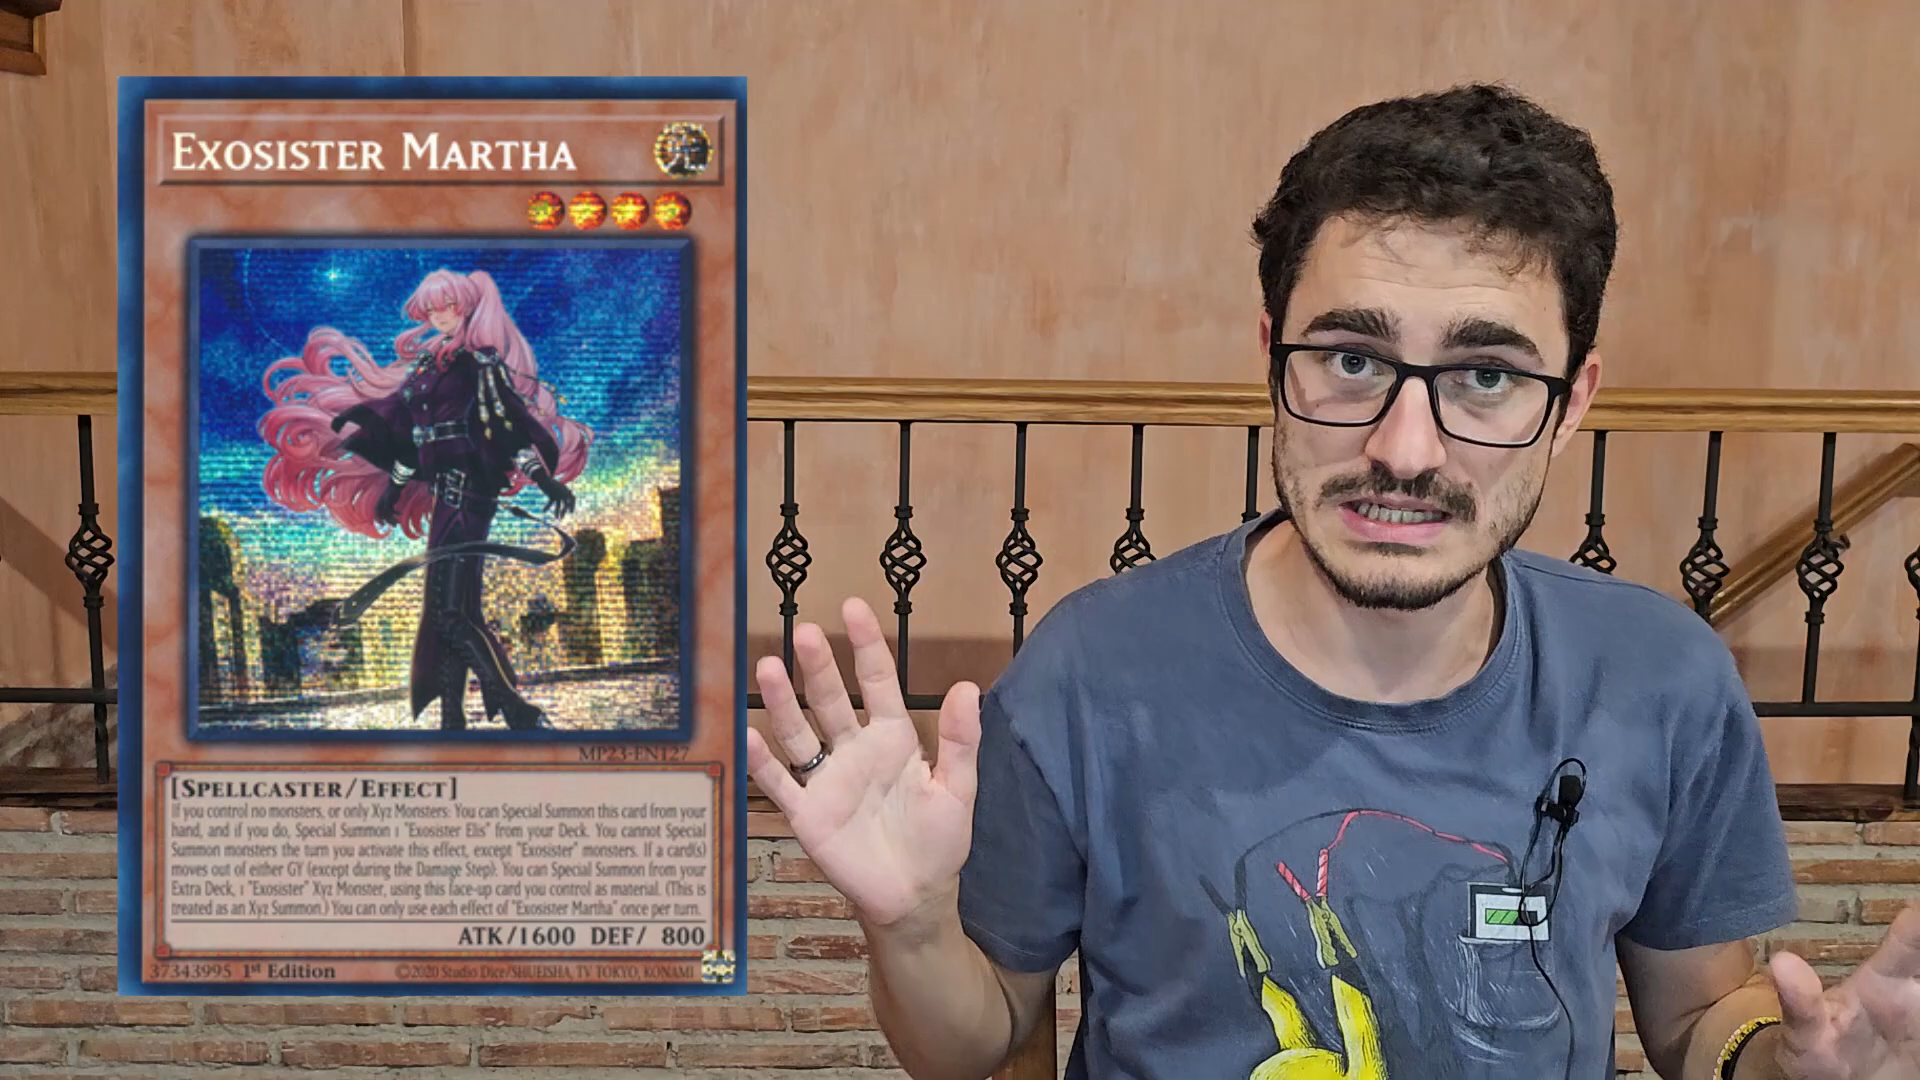 EXOSISTER MARTHA
光
MP23-EN127
[SPELLCASTER/EFFECT]
If you control no monsters, or only Xyz Monsters: You can Special Summon this card from your
hand, and if you do, Special Summon 1 "Exosister Elis" from your Deck. You cannot Special
Summon monsters the turn you activate this effect, except "Exosister" monsters. If a card(s)
moves out of either GY (except during the Damage Step): You can Special Summon from your
Extra Deck, 1 "Exosister" Xyz Monster, using this face-up card you control as material. (This is
treated as an Xyz Summon.) You can only use each effect of "Exosister Martha" once per turn.
ATK/1600 DEF/ 800
37343995 1st Edition ©2020 Studio Dice/SHUEISHA, TV TOKYO, KONAMI